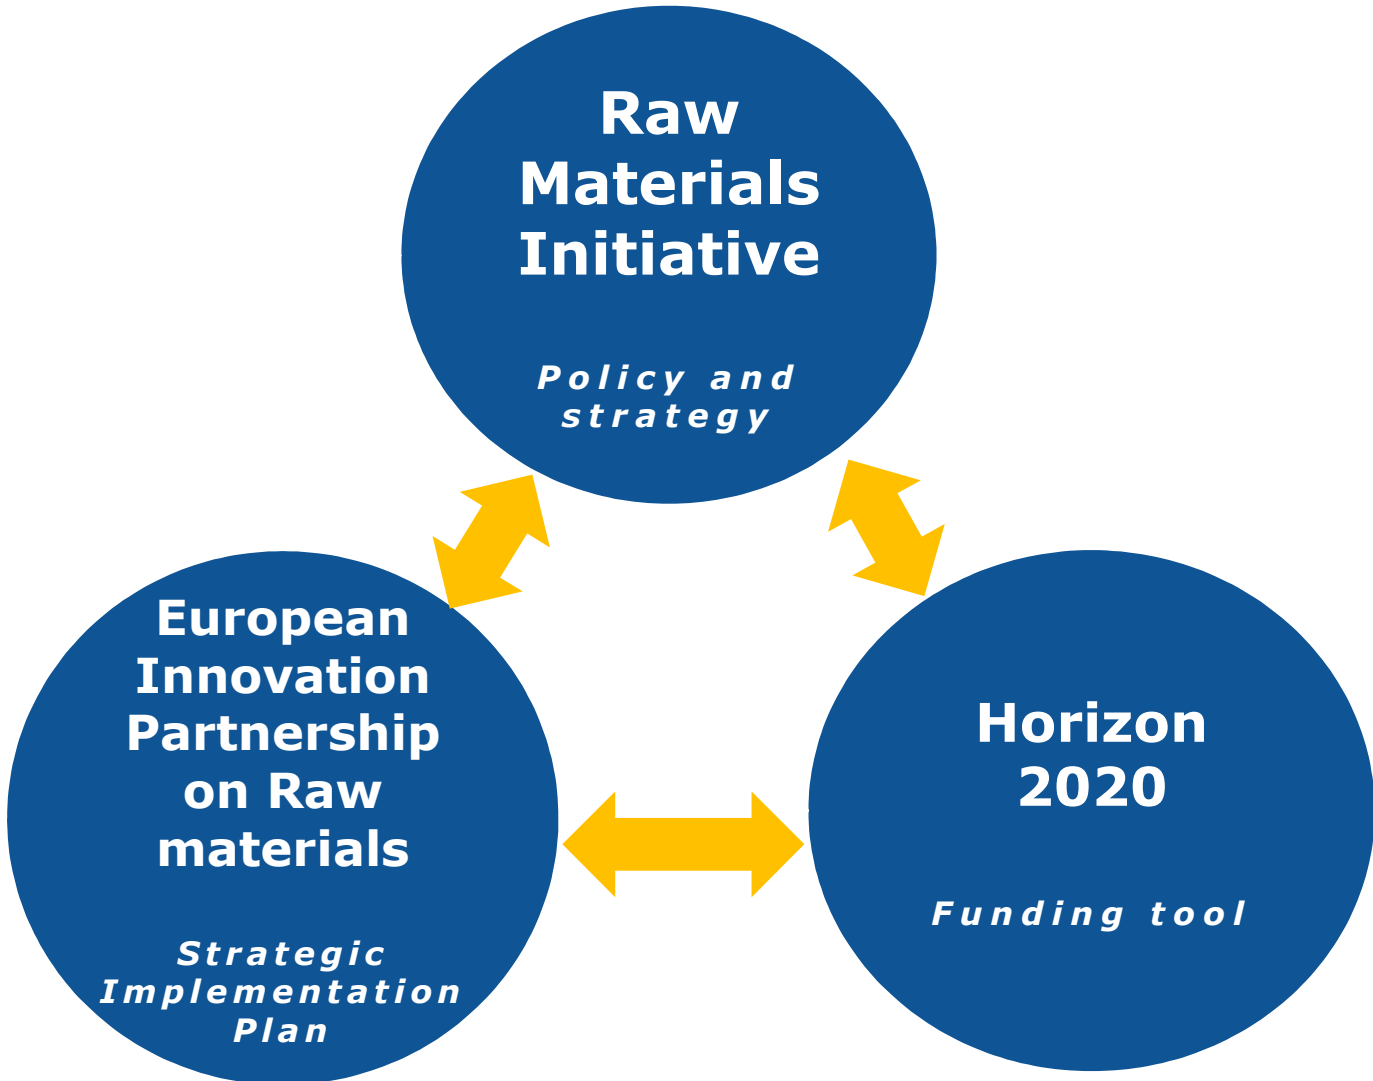 Raw
Materials
Initiative
Policy and
strategy
European
Innovation
Partnership
on Raw
materials
Strategic
Implementation
Plan
Horizon
2020
Funding tool